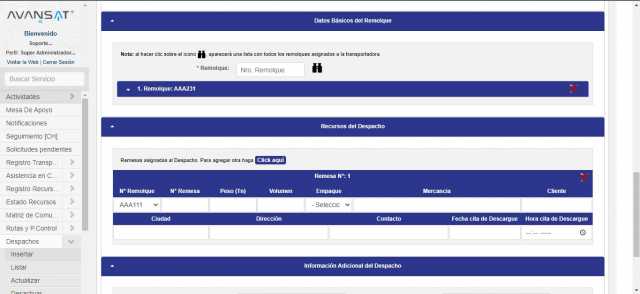 AVANSAT
Bienvenido
Soporte...
Perfil: Super Administrador...
Visitar la Web | Cerrar Sesión
Buscar Servicio
Actividades
Mesa De Apoyo
Notificaciones
Seguimiento [CH]
Solicitudes pendientes
Registro Transp...
Asistencia en C...
Registro Recurs...
Estado Recursos
Matriz de Comu...
Rutas y P.Control
Despachos
Insertar
Listar
Actualizar
Desactivar
Datos Básicos del Remolque
Nota: al hacer clic sobre el icono , aparecerá una lista con todos los remolques asignados a la transportadora.
* Remolque: Nro. Remolque
1. Remolque: AAA231
Recursos del Despacho
Remesas asignadas al Despacho. Para agregar otra haga Click aquí
Remesa N°: 1
N° Remolque N° Remesa Peso (Tn) Volumen Empaque Mercancía Cliente
AAA111 - Selecció
Ciudad Dirección Contacto Fecha cita de Descargue Hora cita de Descargue
--:-- ----
Información Adicional del Despacho